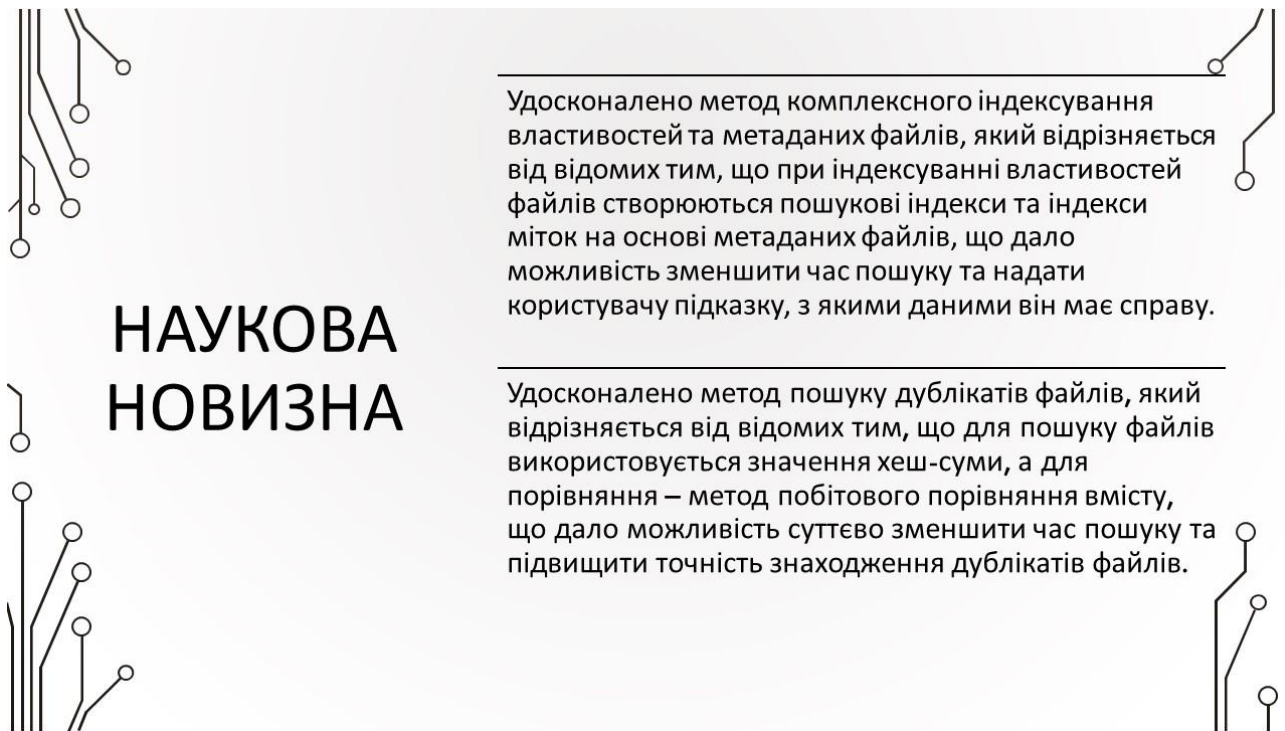 НАУКОВА
НОВИЗНА
Удосконалено метод комплексного індексування
властивостей та метаданих файлів, який відрізняється
від відомих тим, що при індексуванні властивостей
файлів створюються пошукові індекси та індекси
міток на основі метаданих файлів, що дало
можливість зменшити час пошуку та надати
користувачу підказку, з якими даними він має справу.
Удосконалено метод пошуку дублікатів файлів, який
відрізняється від відомих тим, що для пошуку файлів
використовується значення хеш-суми, а для
порівняння – метод побітового порівняння вмісту,
що дало можливість суттєво зменшити час пошуку та
підвищити точність знаходження дублікатів файлів.